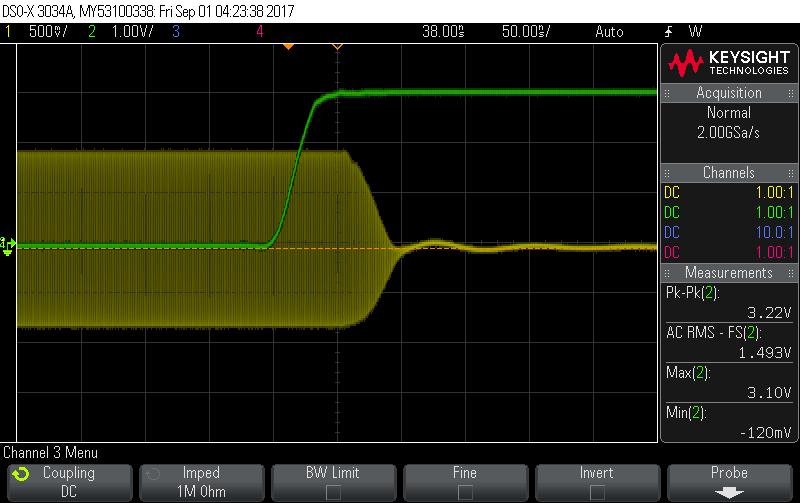 DSO-X 3034A, MY53100338: Fri Sep 01 04:23:38 2017
1 500mV/ 2 1.00V/ 3 4 38.00µs 50.00µs/ Auto W
KEYSIGHT
TECHNOLOGIES
Acquisition
Normal
2.00GSa/s
Channels
DC 1.00:1
DC 1.00:1
DC 10.0:1
DC 1.00:1
Measurements
Pk-Pk(2):
3.22V
AC RMS - FS(2):
1.493V
Max(2):
3.10V
Min(2):
-120mV
Channel 3 Menu
Coupling
DC
Imped
1M Ohm
BW Limit
Fine
Invert
Probe